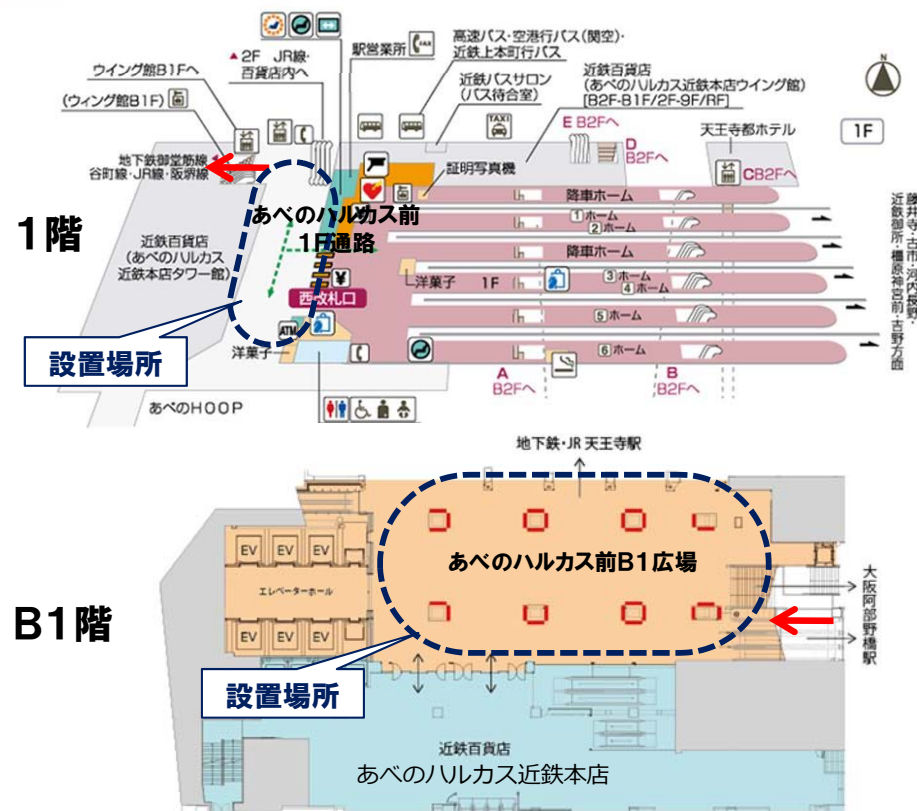 高速バス・空港行バス(関空)・
近鉄上本町行バス
駅営業所
FAX
▲2F JR線・
百貨店内へ
ウイング館B1Fへ
(ウィング館B1F)
近鉄バスサロン
(バス待合室)
近鉄百貨店
(あべのハルカス近鉄本店ウイング館)
[B2F-B1F/2F-9F/RF]
TAXI
E B2Fへ
D
B2Fへ
天王寺都ホテル
1F
CB2Fへ
地下鉄御堂筋線
谷町線・JR線・阪堺線
証明写真機
1階
あべのハルカス前
1F通路
降車ホーム
1ホーム
2ホーム
降車ホーム
3ホーム
4ホーム
5ホーム
6ホーム
藤井寺・古市・河内長野・
近鉄御所・橿原神宮前・吉野方面
近鉄百貨店
(あべのハルカス
近鉄本店タワー館)
洋菓子
1F
¥
西改札口
ATM
設置場所
洋菓子
A
B2Fへ
B
B2Fへ
あべのHOOP
地下鉄・JR 天王寺駅
EV EV EV
あべのハルカス前B1広場
エレベーターホール
B1階
EV EV EV
大阪阿部野橋駅
設置場所
近鉄百貨店
あべのハルカス近鉄本店